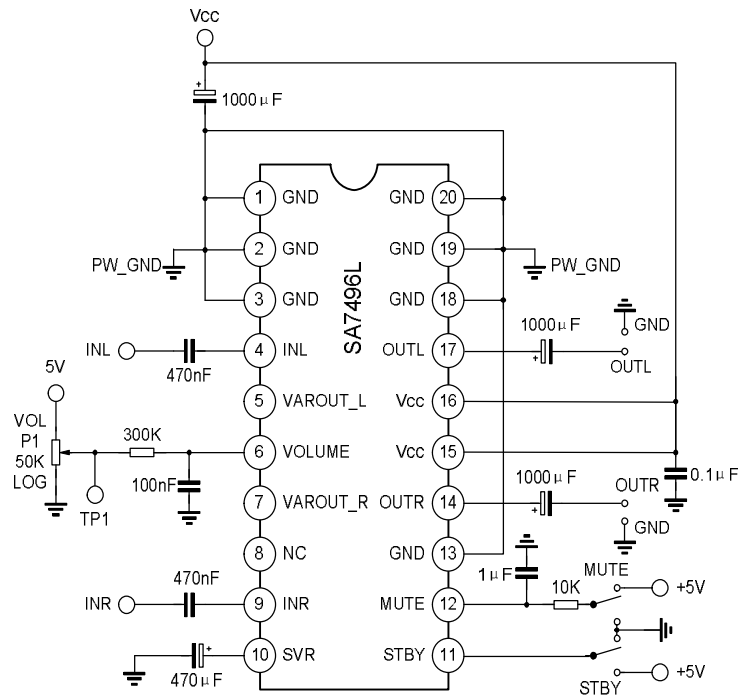 Vcc
+
1000μF
1 GND
GND 20
2 GND
GND 19
PW_GND
PW_GND
3 GND
GND 18
SA7496L
1000μF
GND
INL
470nF
4 INL
OUTL 17
+
OUTL
5V
5 VAROUT_L
Vcc 16
VOL
P1
50K
LOG
300K
6 VOLUME
Vcc 15
100nF
1000μF
OUTR
0.1μF
TP1
7 VAROUT_R
OUTR 14
+
GND
8 NC
GND 13
470nF
1μF
MUTE
10K
+5V
INR
9 INR
MUTE 12
+
10 SVR
STBY 11
470μF
STBY
+5V